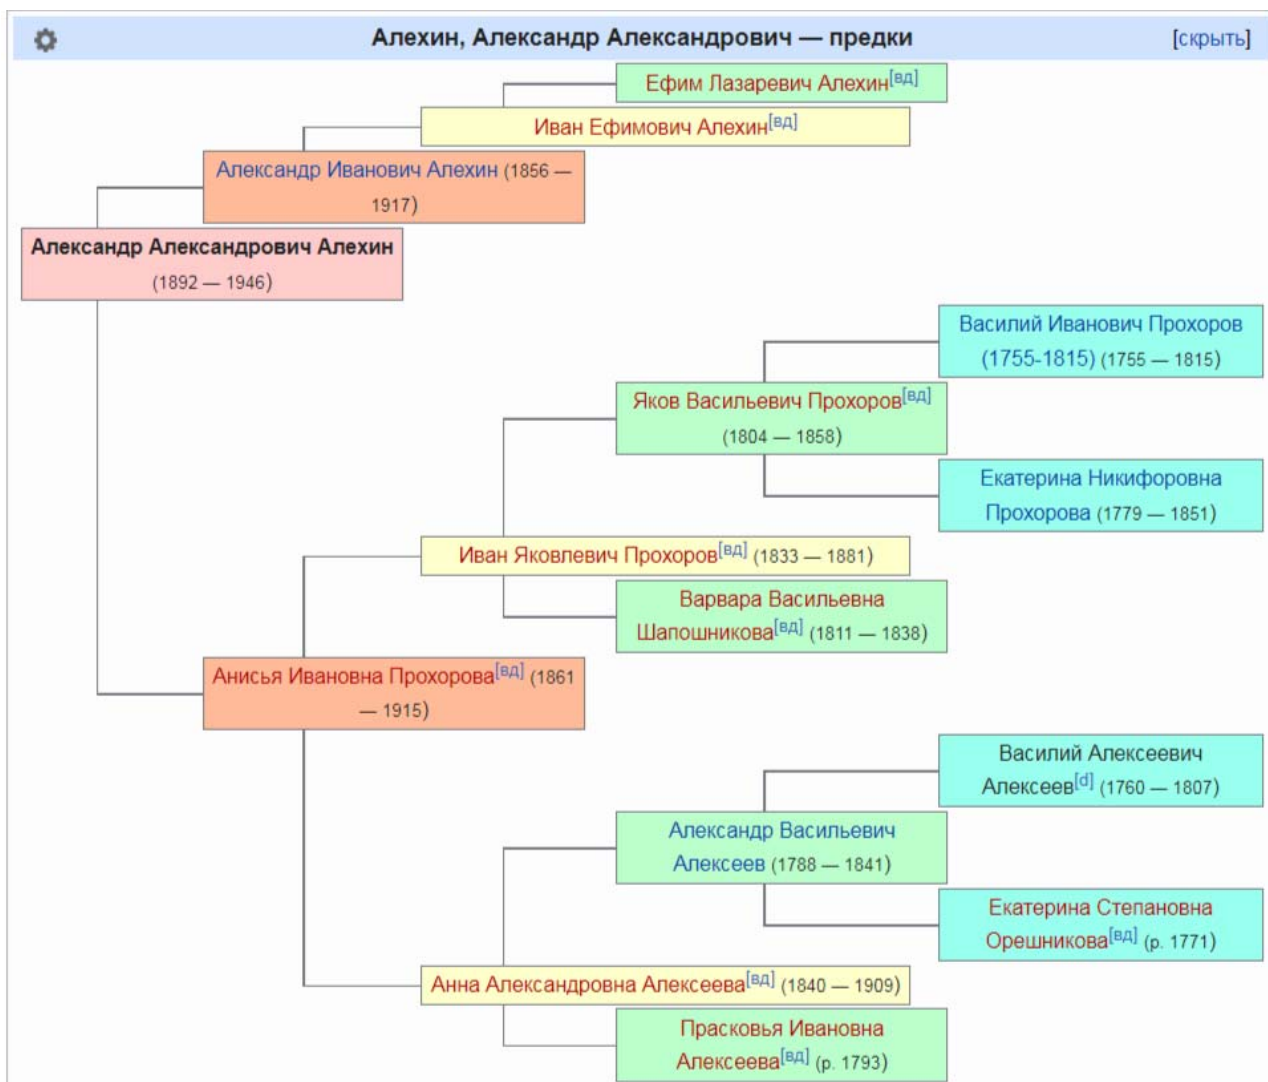 Алехин, Александр Александрович — предки [скрыть]
Ефим Лазаревич Алехин[вд]
Иван Ефимович Алехин[вд]
Александр Иванович Алехин (1856 —
1917)
Александр Александрович Алехин
(1892 — 1946)
Василий Иванович Прохоров
(1755-1815) (1755 — 1815)
Яков Васильевич Прохоров[вд]
(1804 — 1858)
Екатерина Никифоровна
Прохорова (1779 — 1851)
Иван Яковлевич Прохоров[вд] (1833 — 1881)
Варвара Васильевна
Шапошникова[вд] (1811 — 1838)
Анисья Ивановна Прохорова[вд] (1861
— 1915)
Василий Алексеевич
Алексеев[d] (1760 — 1807)
Александр Васильевич
Алексеев (1788 — 1841)
Екатерина Степановна
Орешникова[вд] (р. 1771)
Анна Александровна Алексеева[вд] (1840 — 1909)
Прасковья Ивановна
Алексеева[вд] (р. 1793)